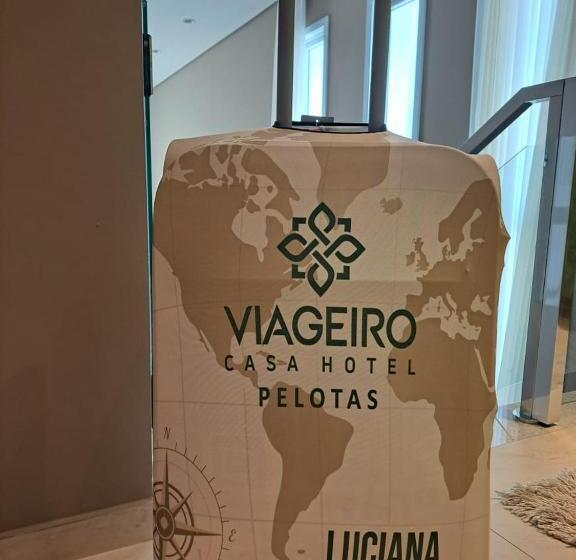 VIAGEIRO
CASA HOTEL
PELOTAS
N
E
LUCIANA